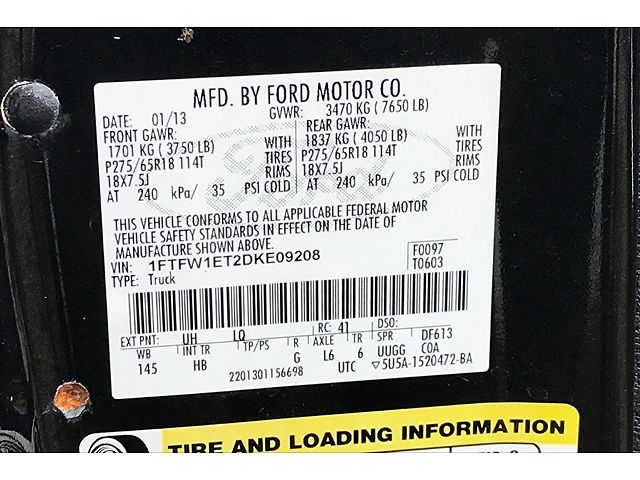 MFD. BY FORD MOTOR CO.
DATE: 01/13 GVWR: 3470 KG ( 7650 LB)
FRONT GAWR: REAR GAWR:
1701 KG ( 3750 LB) WITH 1837 KG ( 4050 LB) WITH
P275/65R18 114T TIRES P275/65R18 114T TIRES
18X7.5J RIMS 18X7.5J RIMS
AT 240 kPa/ 35 PSI COLD AT 240 kPa/ 35 PSI COLD
THIS VEHICLE CONFORMS TO ALL APPLICABLE FEDERAL MOTOR
VEHICLE SAFETY STANDARDS IN EFFECT ON THE DATE OF
MANUFACTURE SHOWN ABOVE.
VIN: 1FTFW1ET2DKE09208 F0097
TYPE: Truck T0603
EXT PNT: UH LQ RC: 41 DSO:
WB INT TR TP/PS R AXLE TR SPR DF613
145 HB G L6 6 UUGG COA
2201301156698 UTC ▽5U5A-1520472-BA
TIRE AND LOADING INFORMATION